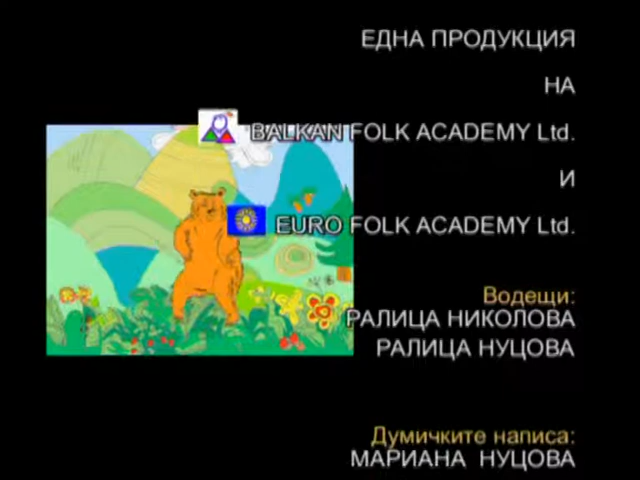 ЕДНА ПРОДУКЦИЯ
НА
BALKAN FOLK ACADEMY Ltd.
И
EURO FOLK ACADEMY Ltd.
Водещи:
РАЛИЦА НИКОЛОВА
РАЛИЦА НУЦОВА
Думичките написа:
МАРИАНА НУЦОВА